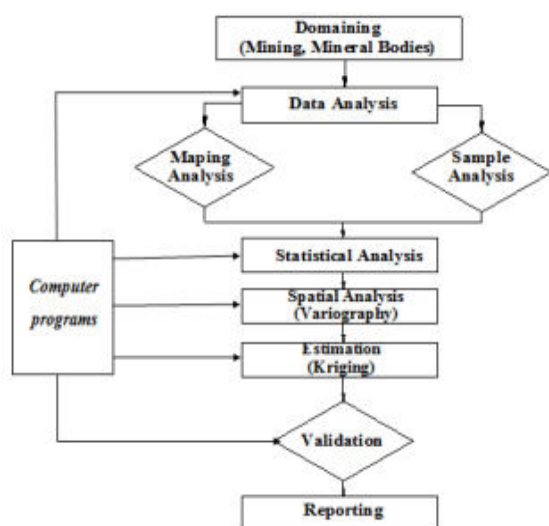 Domaining
(Mining, Mineral Bodies)
Data Analysis
Maping
Analysis
Sample
Analysis
Statistical Analysis
Computer
programs
Spatial Analysis
(Variography)
Estimation
(Kriging)
Validation
Reporting